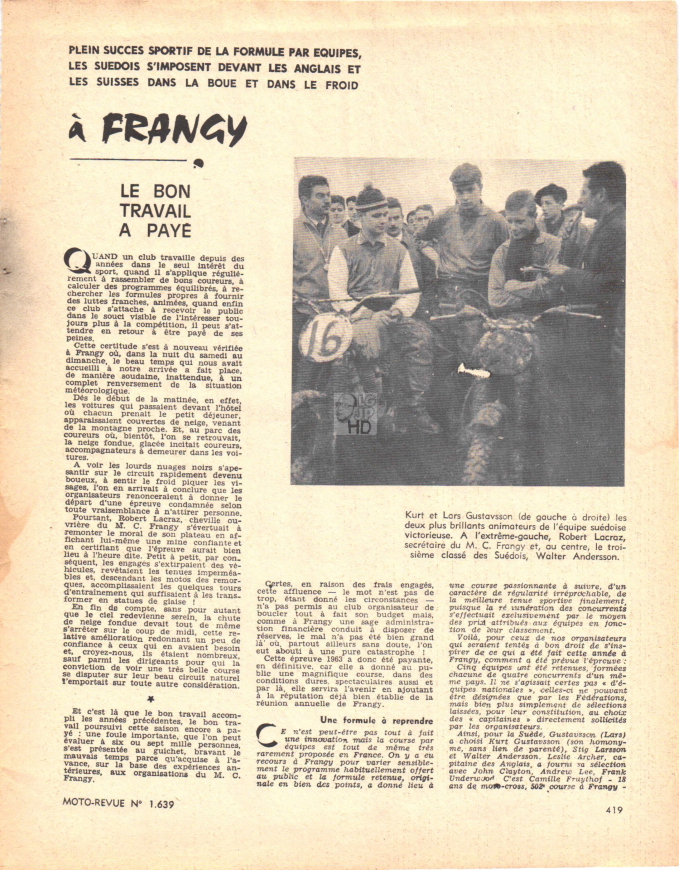 PLEIN SUCCES SPORTIF DE LA FORMULE PAR EQUIPES,
LES SUEDOIS S'IMPOSENT DEVANT LES ANGLAIS ET
LES SUISSES DANS LA BOUE ET DANS LE FROID
à FRANGY
LE BON
TRAVAIL
A PAYÉ
QUAND un club travaille depuis des
années dans le seul intérêt du
sport, quand il s'applique réguliè-
rement à rassembler de bons coureurs, à
calculer des programmes équilibrés, à re-
chercher les formules propres à fournir
des luttes franches, animées, quand enfin
ce club s'attache à recevoir le public
dans le souci visible de l'intéresser tou-
jours plus à la compétition, il peut s'at-
tendre en retour à être payé de ses
peines.
Cette certitude s'est à nouveau vérifiée
à Frangy où, dans la nuit du samedi au
dimanche, le beau temps qui nous avait
accueilli à notre arrivée a fait place,
de manière soudaine, inattendue, à un
complet renversement de la situation
météorologique.
Dès le début de la matinée, en effet,
les voitures qui passaient devant l'hôtel
où chacun prenait le petit déjeuner,
apparaissaient couvertes de neige, venant
de la montagne proche. Et, au parc des
coureurs où, bientôt, l'on se retrouvait,
la neige fondue, glacée incitait coureurs,
accompagnateurs à demeurer dans les voi-
tures.
A voir les lourds nuages noirs s'ape-
santir sur le circuit rapidement devenu
boueux, à sentir le froid piquer les vi-
sages, l'on en arrivait à conclure que les
organisateurs renonceraient à donner le
départ d'une épreuve condamnée selon
toute vraisemblance à n'attirer personne.
Pourtant, Robert Lacraz, cheville ou-
vrière du M. C. Frangy s'évertuait à
remonter le moral de son plateau en af-
fichant lui-même une mine confiante et
en certifiant que l'épreuve aurait bien
lieu à l'heure dite. Petit à petit, par con-
séquent, les engagés s'extirpaient des vé-
hicules, revêtaient les tenues imperméa-
bles et, descendant les motos des remor-
ques, accomplissaient les quelques tours
d'entraînement qui suffisaient à les trans-
former en statues de glaise !
En fin de compte, sans pour autant
que le ciel redevienne serein, la chute
de neige fondue devait tout de même
s'arrêter sur le coup de midi, cette re-
lative amélioration, redonnant un peu de
confiance à ceux qui en avaient besoin
et, croyez-nous, ils étaient nombreux,
sauf parmi les dirigeants pour qui la
conviction de voir une très belle course
se disputer sur leur beau circuit naturel
l'emportait sur toute autre considération.
★
Et c'est là que le bon travail accom-
pli les années précédentes, le bon tra-
vail poursuivi cette saison encore a pa-
yé : une foule importante, que l'on peut
évaluer à six ou sept mille personnes,
s'est présentée au guichet, bravant le
mauvais temps parce qu'acquise à l'a-
vance, sur la base des expériences an-
térieures, aux organisations du M. C.
Frangy.
16
LG
HD
Kurt et Lars Gustavsson (de gauche à droite) les
deux plus brillants animateurs de l'équipe suédoise
victorieuse. A l'extrême-gauche, Robert Lacraz,
secrétaire du M. C. Frangy et, au centre, le troi-
sième classé des Suédois, Walter Andersson.
Certes, en raison des frais engagés,
cette affluence — le mot n'est pas de
trop, étant donné les circonstances —
n'a pas permis au club organisateur de
boucler tout à fait son budget mais,
comme à Frangy une sage administra-
tion financière conduit à disposer de
réserves, le mal n'a pas été bien grand
là où, partout ailleurs sans doute, l'on
eut abouti à une pure catastrophe !
Cette épreuve 1963 a donc été payante,
en définitive, car elle a donné au pu-
blic une magnifique course, dans des
conditions dures, spectaculaires aussi et
par là, elle servira l'avenir en ajoutant
à la réputation déjà bien établie de la
réunion annuelle de Frangy.
Une formule à reprendre
CE n'est peut-être pas tout à fait
une innovation, mais la course par
équipes est tout de même très
rarement proposée en France. On y a eu
recours à Frangy pour varier sensible-
ment le programme habituellement offert
au public et la formule retenue, origi-
nale en bien des points, a donné lieu à
une course passionnante à suivre, d'un
caractère de régularité irréprochable, de
la meilleure tenue sportive finalement,
puisque la rémunération des concurrents
s'effectuait exclusivement par le moyen
des prix attribués aux équipes en fonc-
tion de leur classement.
Voilà, pour ceux de nos organisateurs
qui seraient tentés à bon droit de s'ins-
pirer de ce qui a été fait cette année à
Frangy, comment a été prévue l'épreuve :
Cinq équipes ont été retenues, formées
chacune de quatre concurrents d'un mê-
me pays. Il ne s'agissait certes pas « d'é-
quipes nationales », celles-ci ne pouvant
être désignées que par les Fédérations,
mais bien plus simplement de sélections
laissées, pour leur constitution, au choix
des « capitaines » directement sollicités
par les organisateurs.
Ainsi, pour la Suède, Gustavsson (Lars)
a choisi Kurt Gustavsson (son homony-
me, sans lien de parenté), Stig Larsson
et Walter Andersson. Leslie Archer, ca-
pitaine des Anglais, a fourni sa sélection
avec John Clayton, Andrew Lee, Frank
Underwood. C'est Camille Fruythof - 18
ans de moto-cross, 502e course à Frangy -
MOTO-REVUE N° 1.639
419